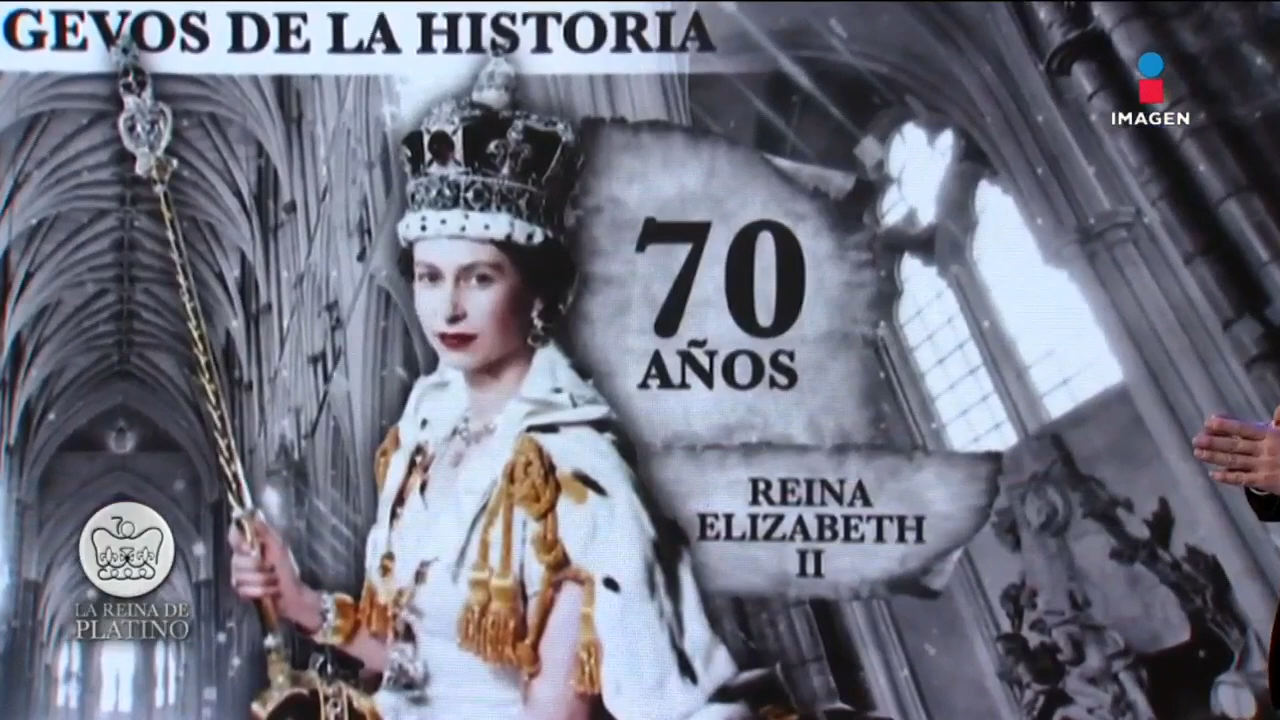 GEVOS DE LA HISTORIA
IMAGEN
70
AÑOS
REINA
ELIZABETH
II
70
LA REINA DE
PLATINO